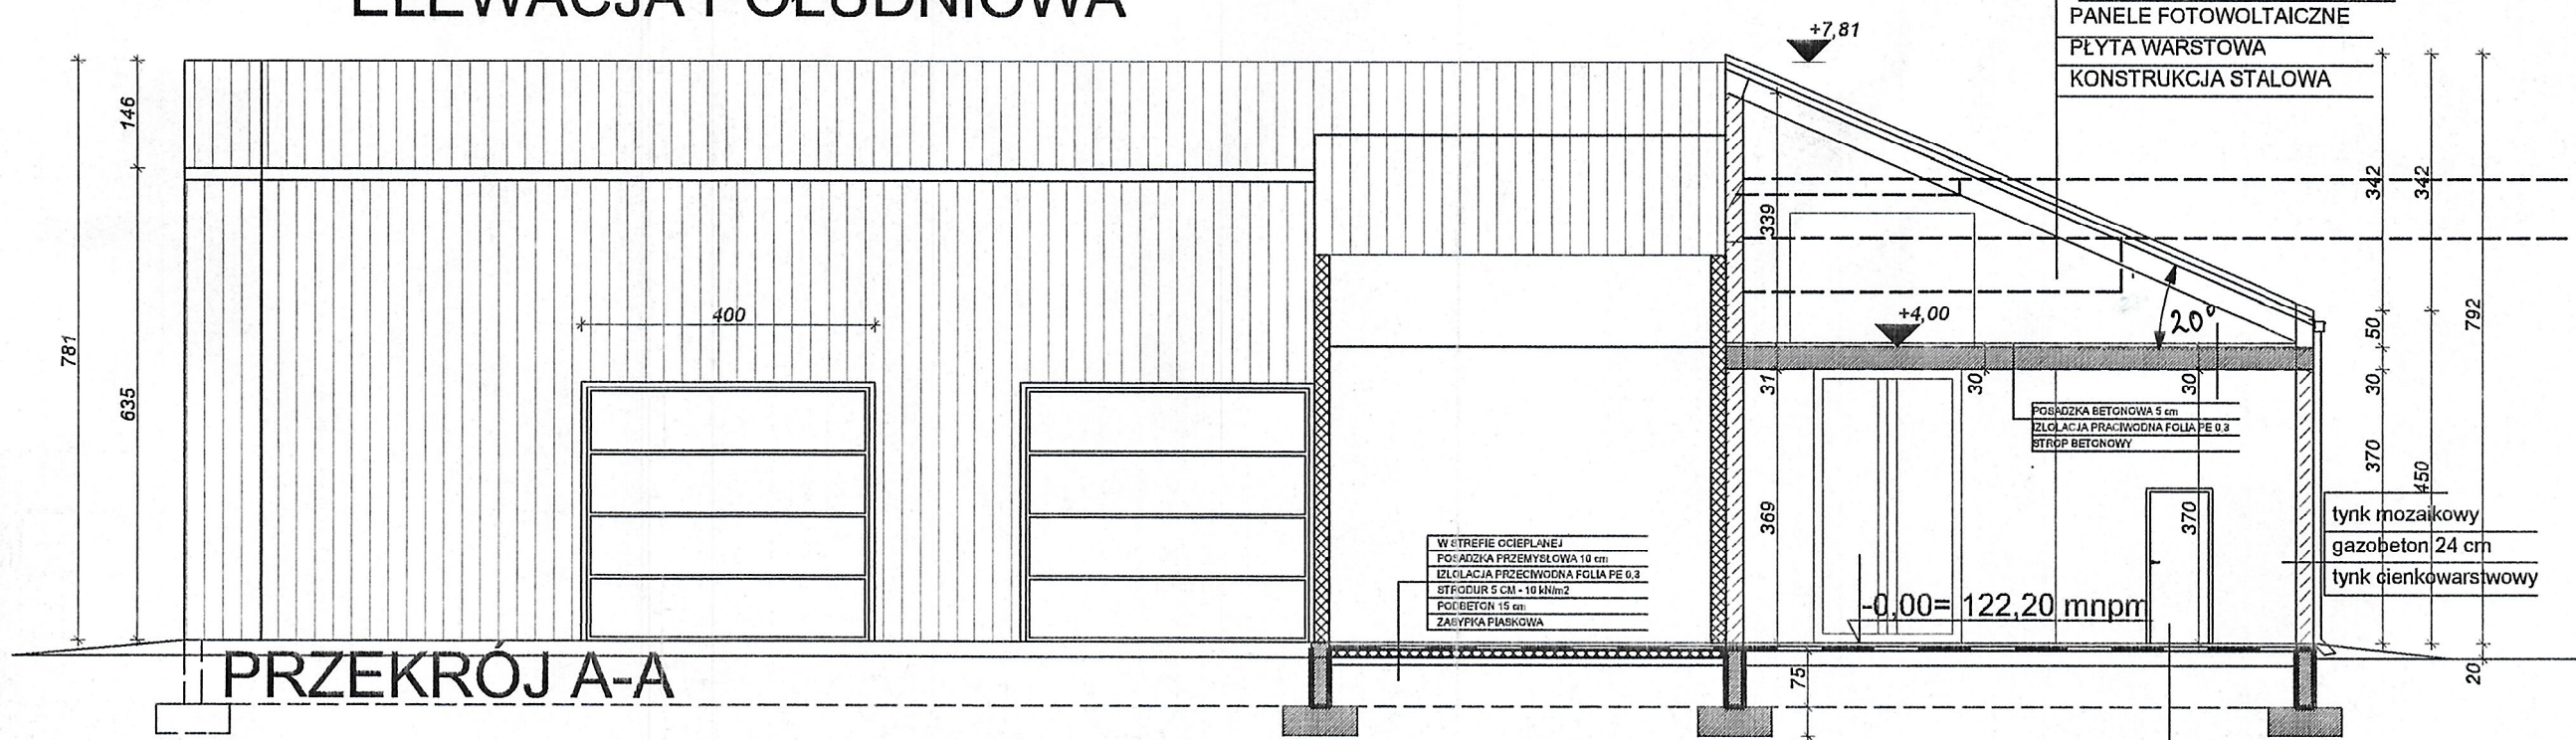 ELEWACJA POŁUDNIOWA
PANELE FOTOWOLTAICZNE
PŁYTA WARSTOWA
KONSTRUKCJA STALOWA
+7,81
146
342
342
339
400
+4,00
20°
50
792
781
635
31
30
30
30
POSADZKA BETONOWA 5 cm
IZLOLACJA PRACIWODNA FOLIA PE 0,3
STROP BETONOWY
370
450
369
370
tynk mozaikowy
gazobeton 24 cm
tynk cienkowarstwowy
W STREFIE OCIEPLANEJ
POSADZKA PRZEMYSŁOWA 10 cm
IZLOLACJA PRZECIWODNA FOLIA PE 0,3
STRODUR 5 CM - 10 kN/m2
PODBETON 15 cm
ZASYPKA PIASKOWA
-0,00= 122,20 mnpm
PRZEKRÓJ A-A
75
20